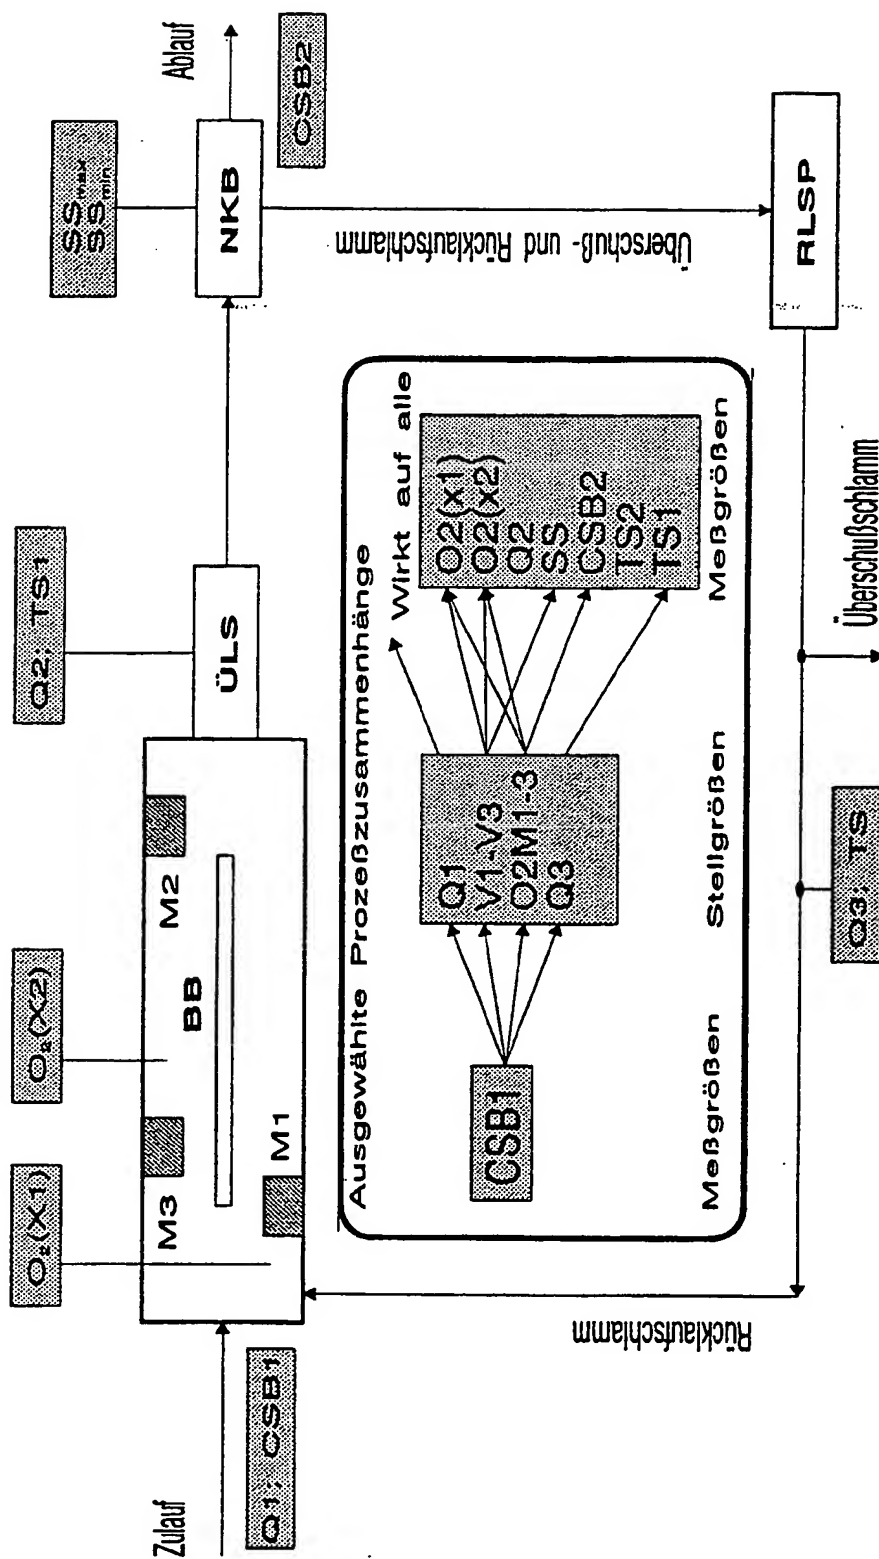 Zulauf
Q1; CSB1
O₂(X1)
O₂(X2)
M3
M2
BB
M1
Q2; TS1
ÜLS
SSmax
SSmin
NKB
Ablauf
CSB2
Überschuß- und Rücklaufschlamm
RLSP
Ausgewählte Prozeßzusammenhänge
Wirkt auf alle
CSB1
Q1
V1-V3
O2M1-3
Q3
O2(x1)
O2(x2)
Q2
SS
CSB2
TS2
TS1
Meßgrößen
Stellgrößen
Meßgrößen
Rücklaufschlamm
Q3; TS
Überschußschlamm